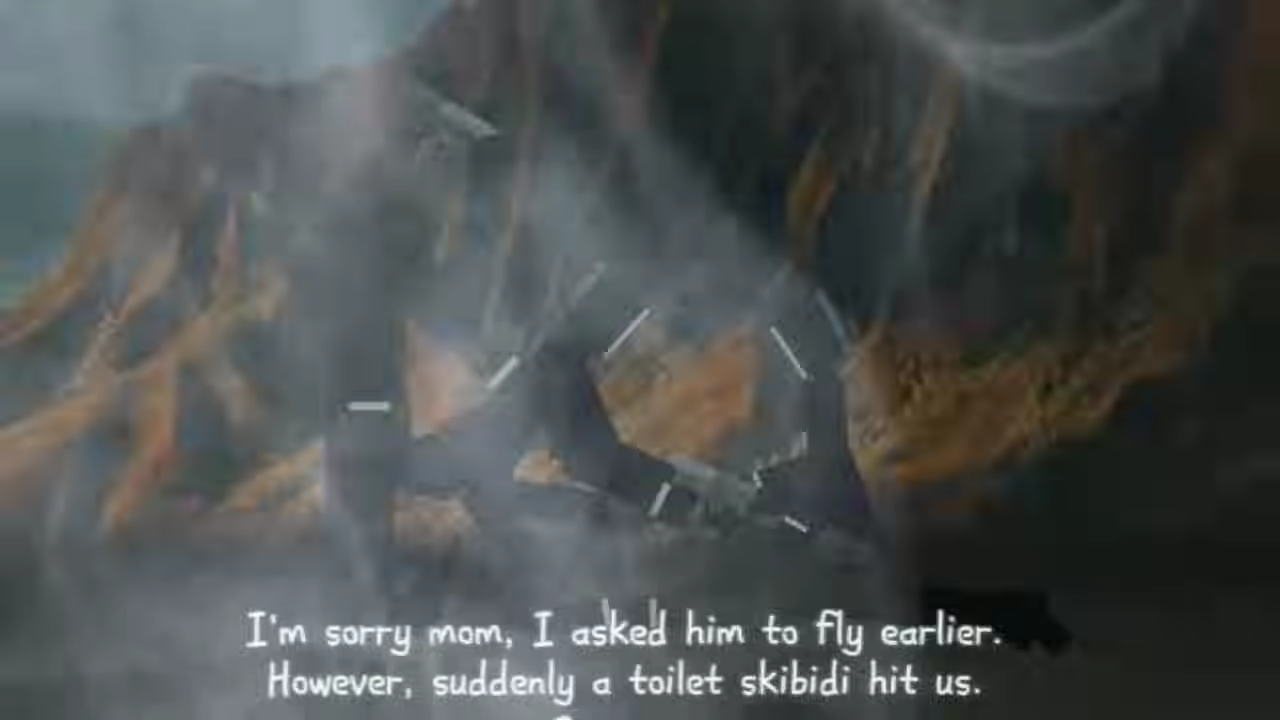 I'm sorry mom, I asked him to fly earlier.
However, suddenly a toilet skibidi hit us.